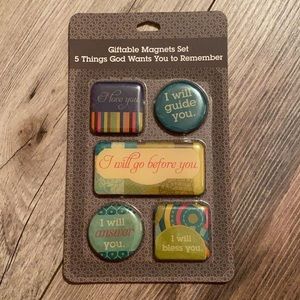 Giftable Magnets Set
5 Things God Wants You to Remember
I love you.
I will
guide
you.
I will go before you.
I will
answer
you.
I will
bless you.